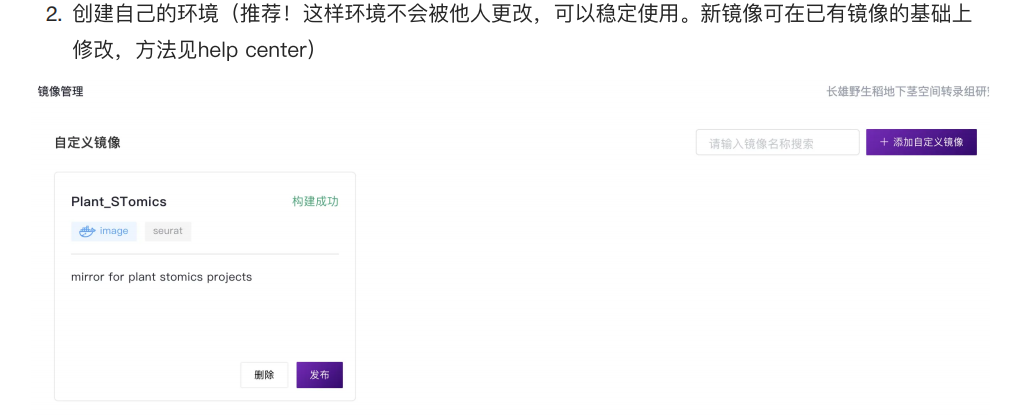 2. 创建自己的环境（推荐！这样环境不会被他人更改，可以稳定使用。新镜像可在已有镜像的基础上
修改，方法见help center）
镜像管理
长雄野生稻地下茎空间转录组研
自定义镜像
请输入镜像名称搜索
+ 添加自定义镜像
Plant_STomics
构建成功
image
seurat
mirror for plant stomics projects
删除
发布